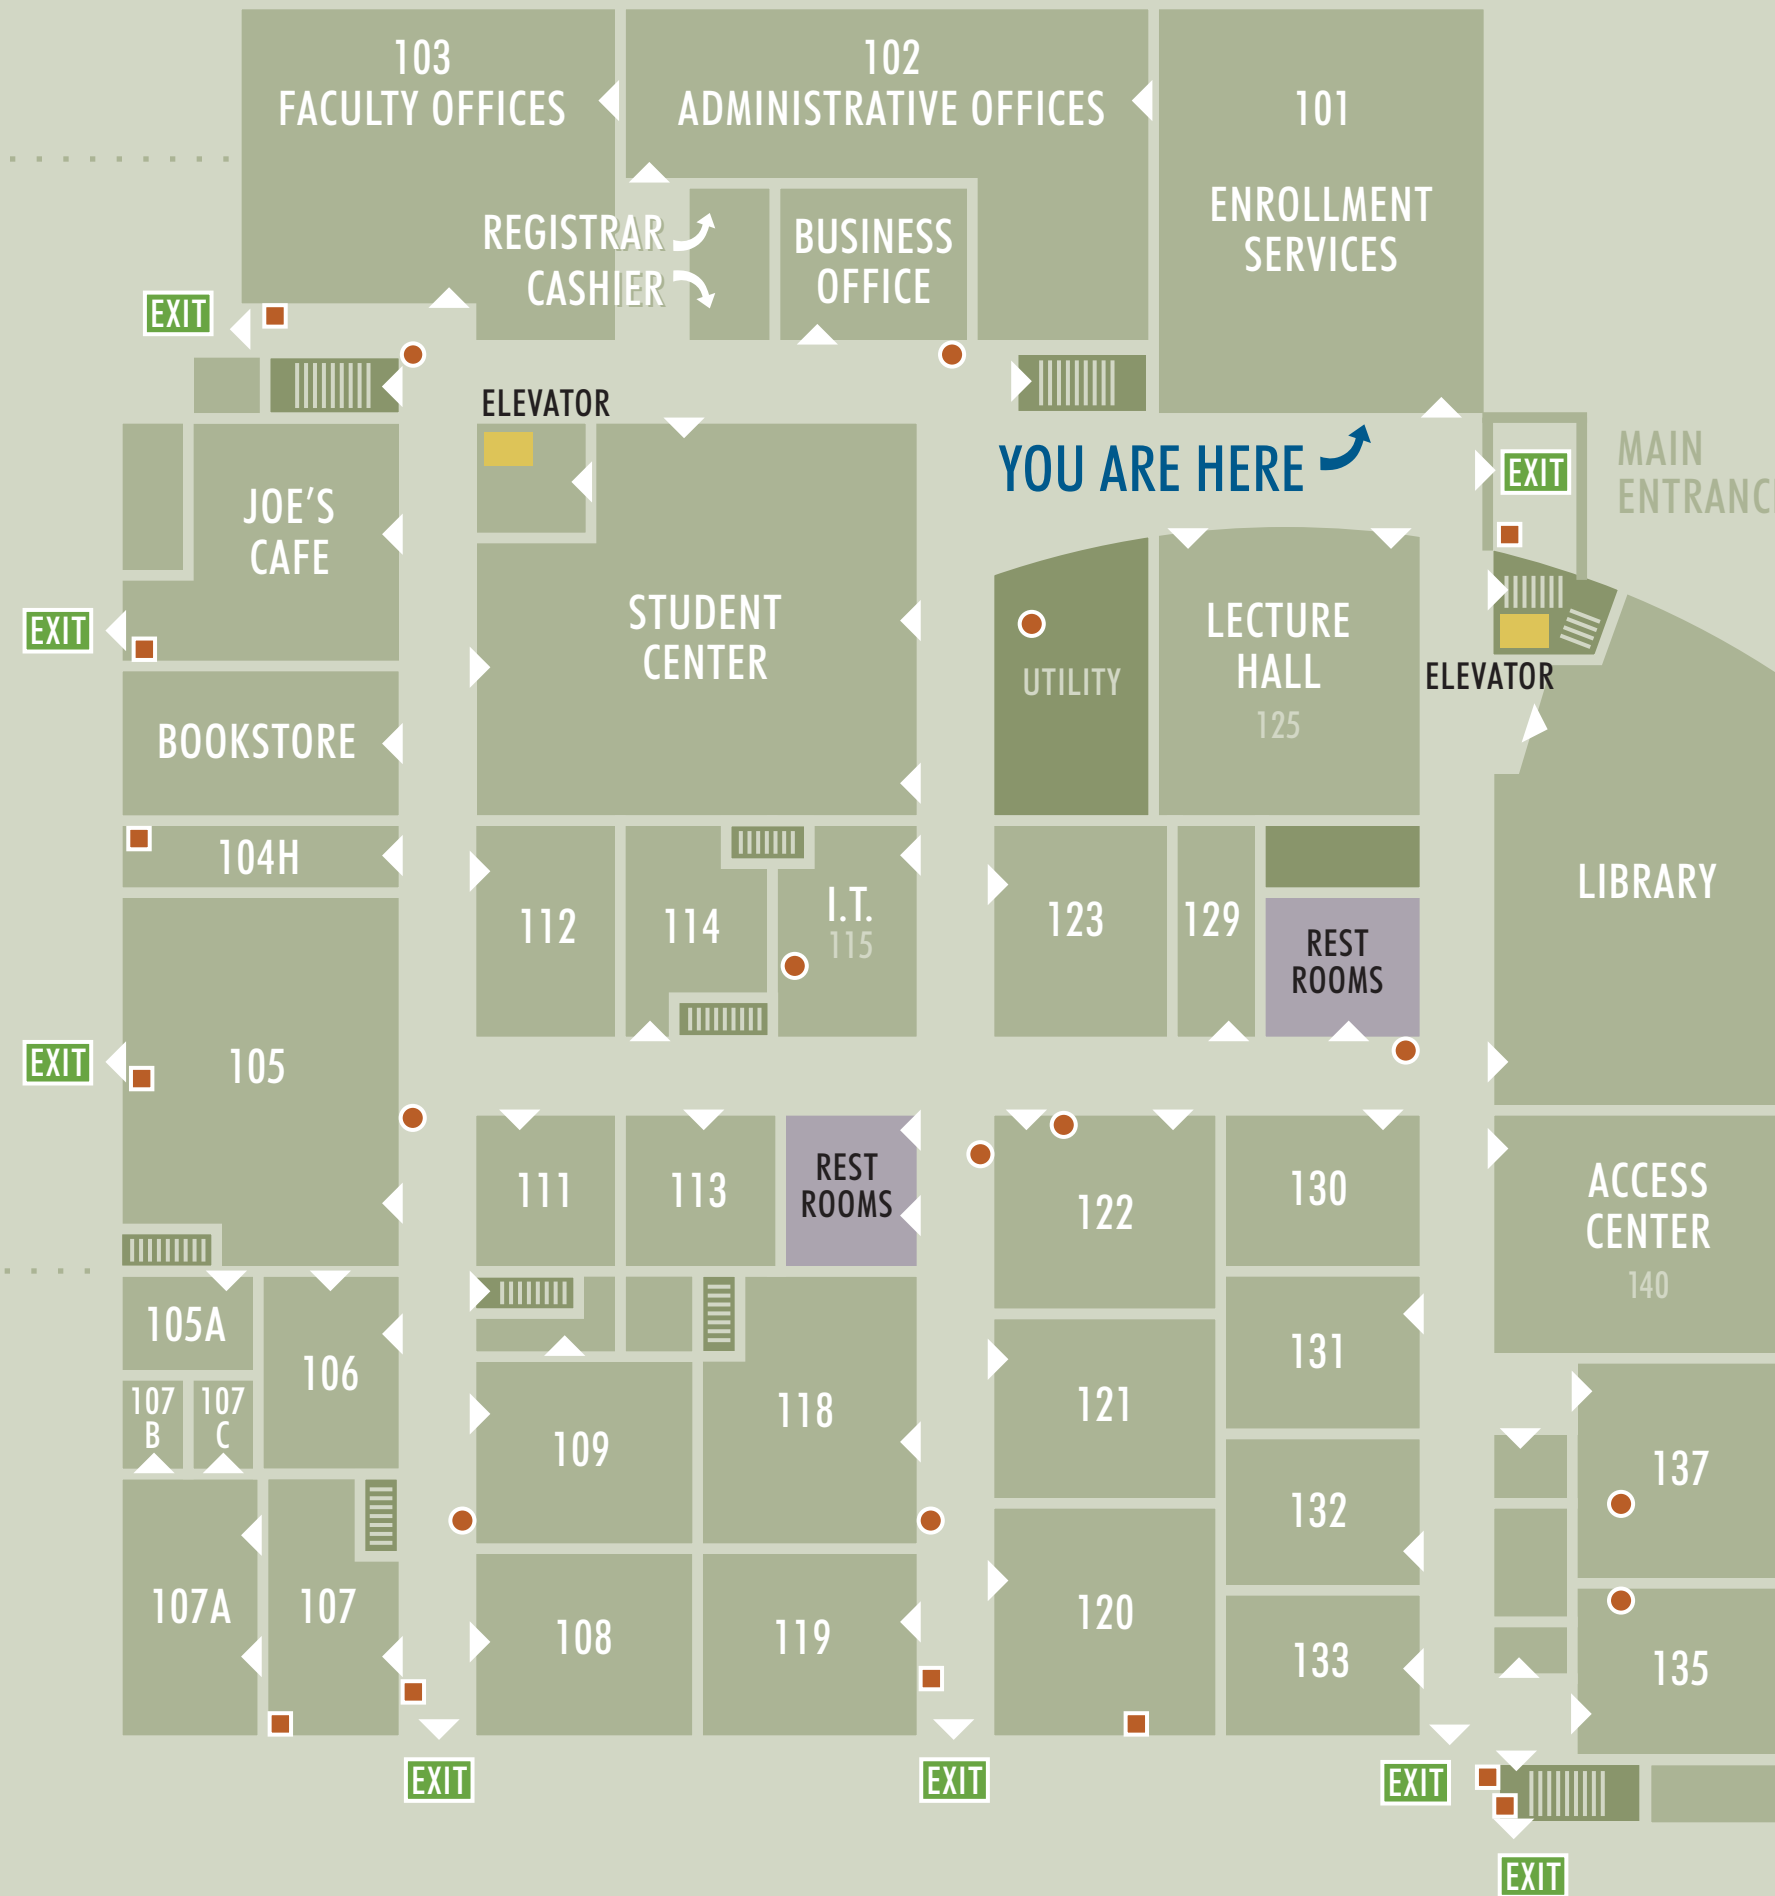 103
FACULTY OFFICES
102
ADMINISTRATIVE OFFICES
101
ENROLLMENT
SERVICES
REGISTRAR
CASHIER
BUSINESS
OFFICE
EXIT
ELEVATOR
YOU ARE HERE
EXIT
MAIN
ENTRANC
JOE'S
CAFE
EXIT
STUDENT
CENTER
UTILITY
LECTURE
HALL
125
ELEVATOR
BOOKSTORE
104H
112
114
I.T.
115
123
129
REST
ROOMS
LIBRARY
EXIT
105
111
113
REST
ROOMS
122
130
ACCESS
CENTER
140
105A
106
107
B
107
C
109
118
121
131
132
137
107A
107
108
119
120
133
135
EXIT
EXIT
EXIT
EXIT